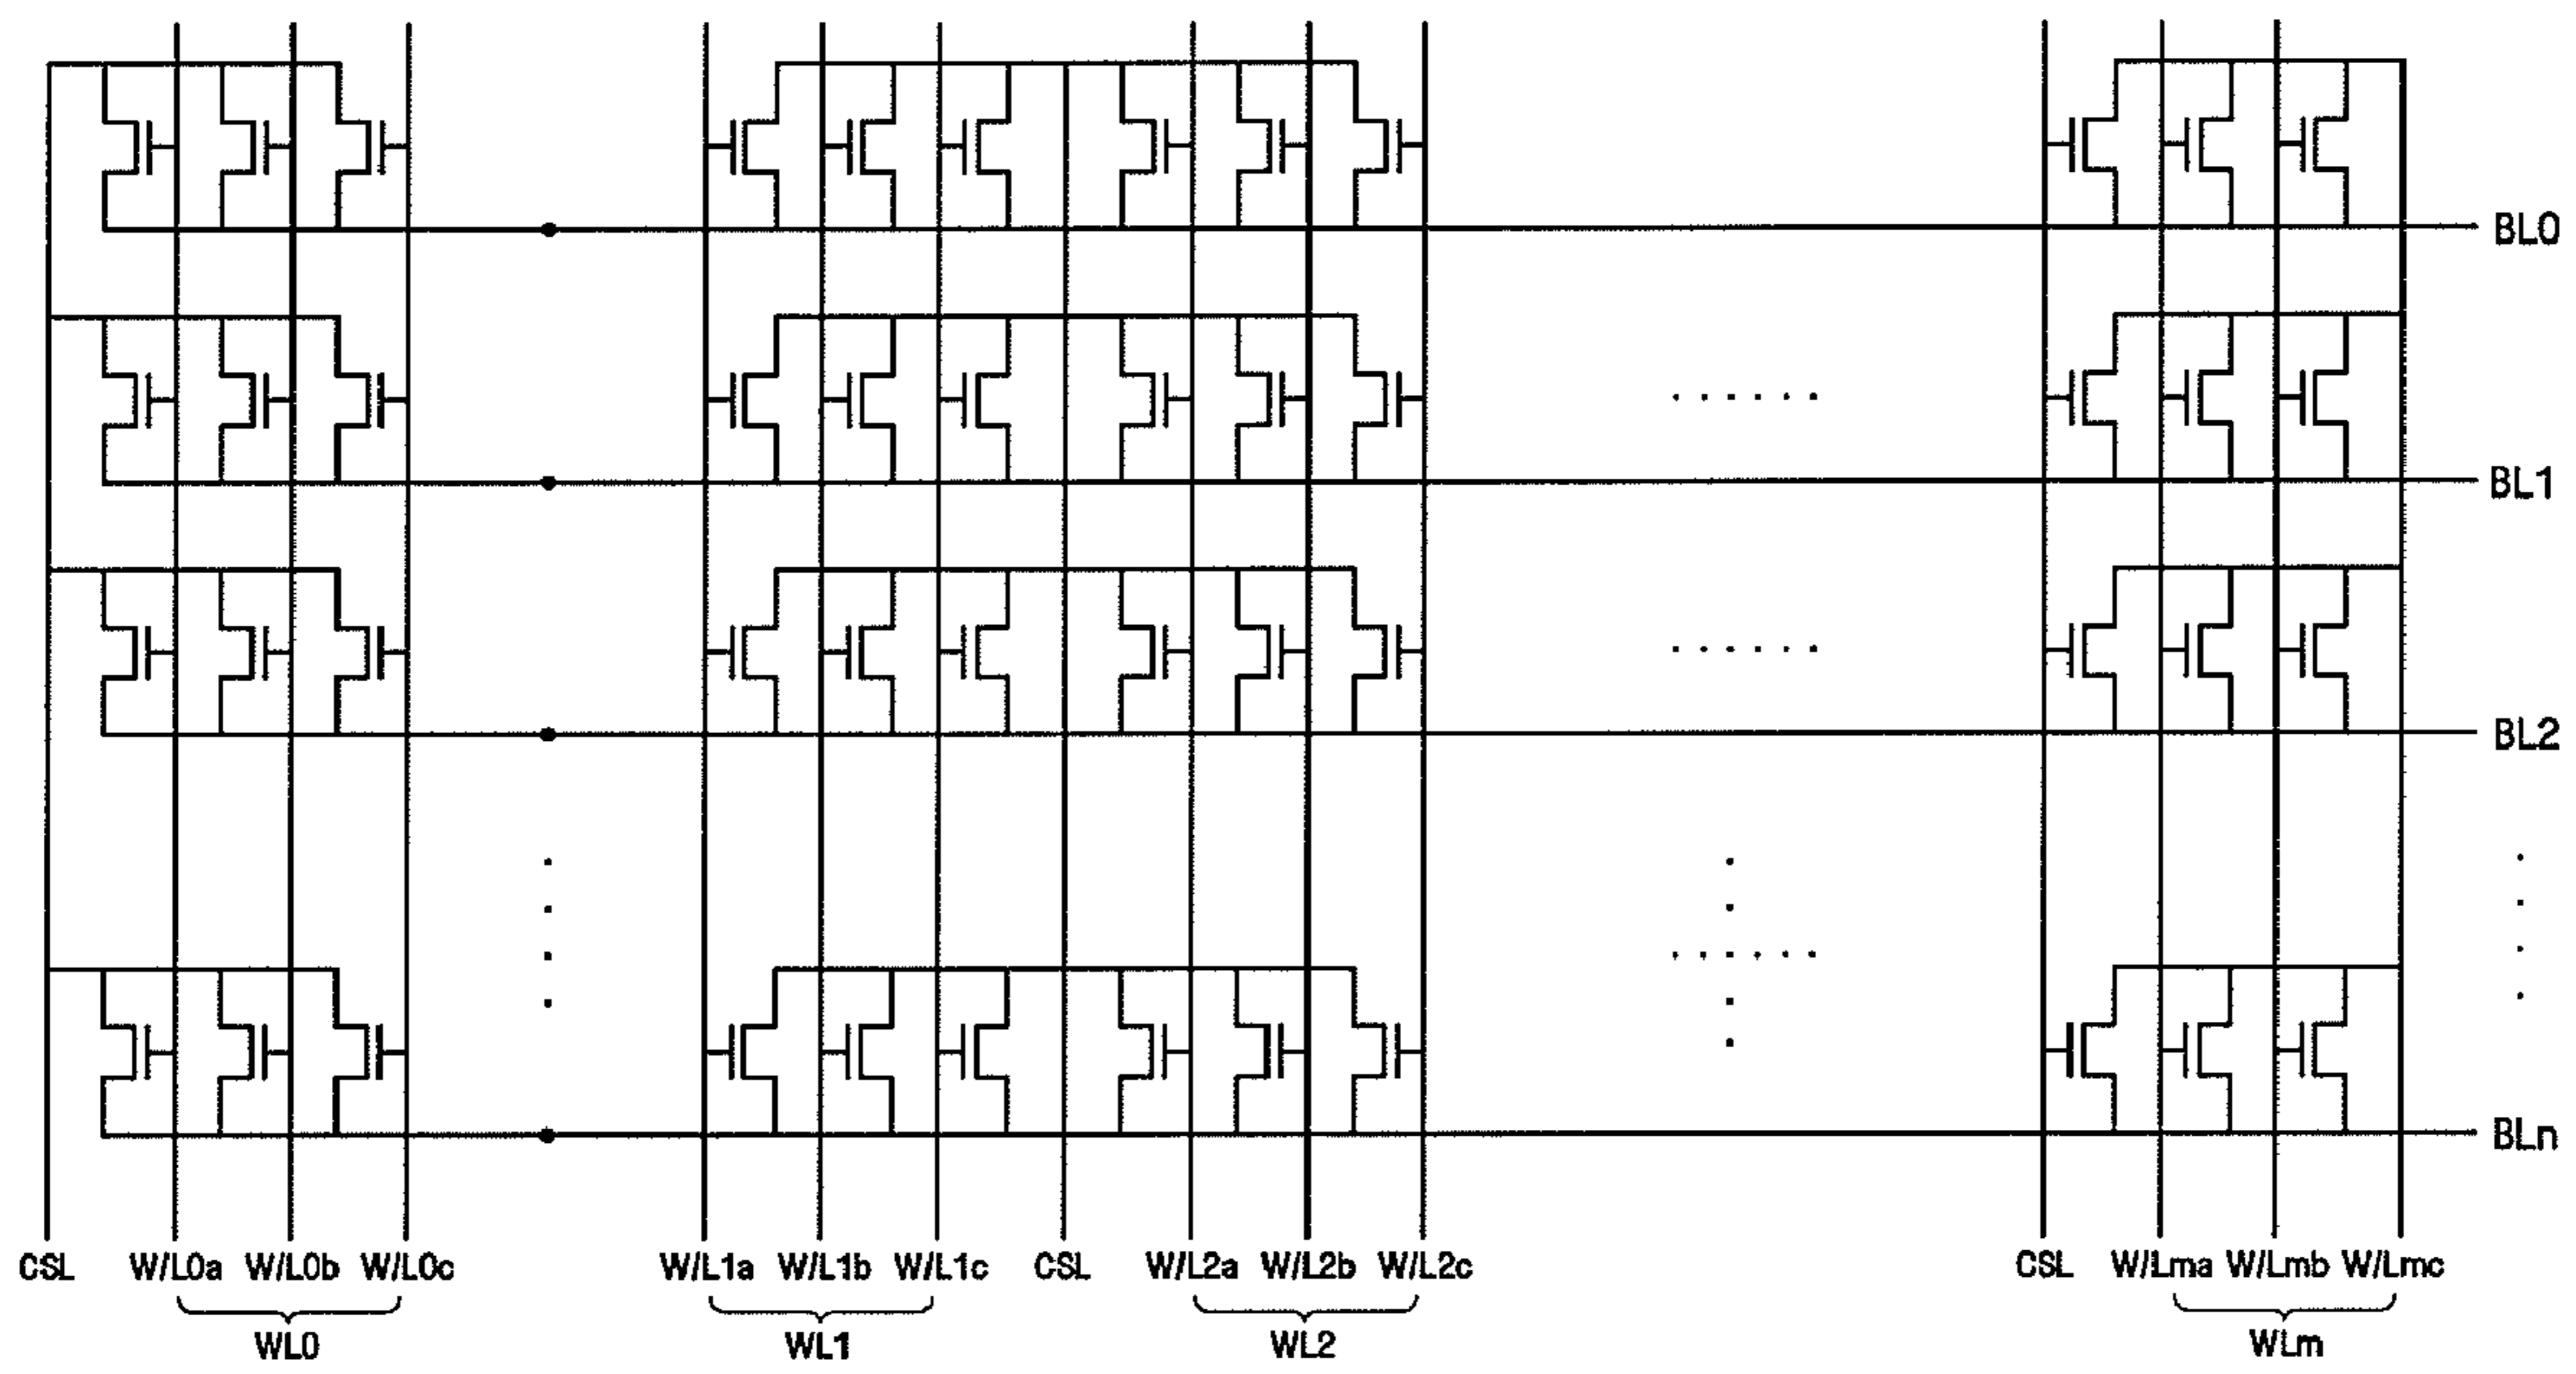 BL0
BL1
BL2
BLn
CSL W/L0a W/L0b W/L0c W/L1a W/L1b W/L1c CSL W/L2a W/L2b W/L2c CSL W/Lma W/Lmb W/Lmc
WL0 WL1 WL2 WLm